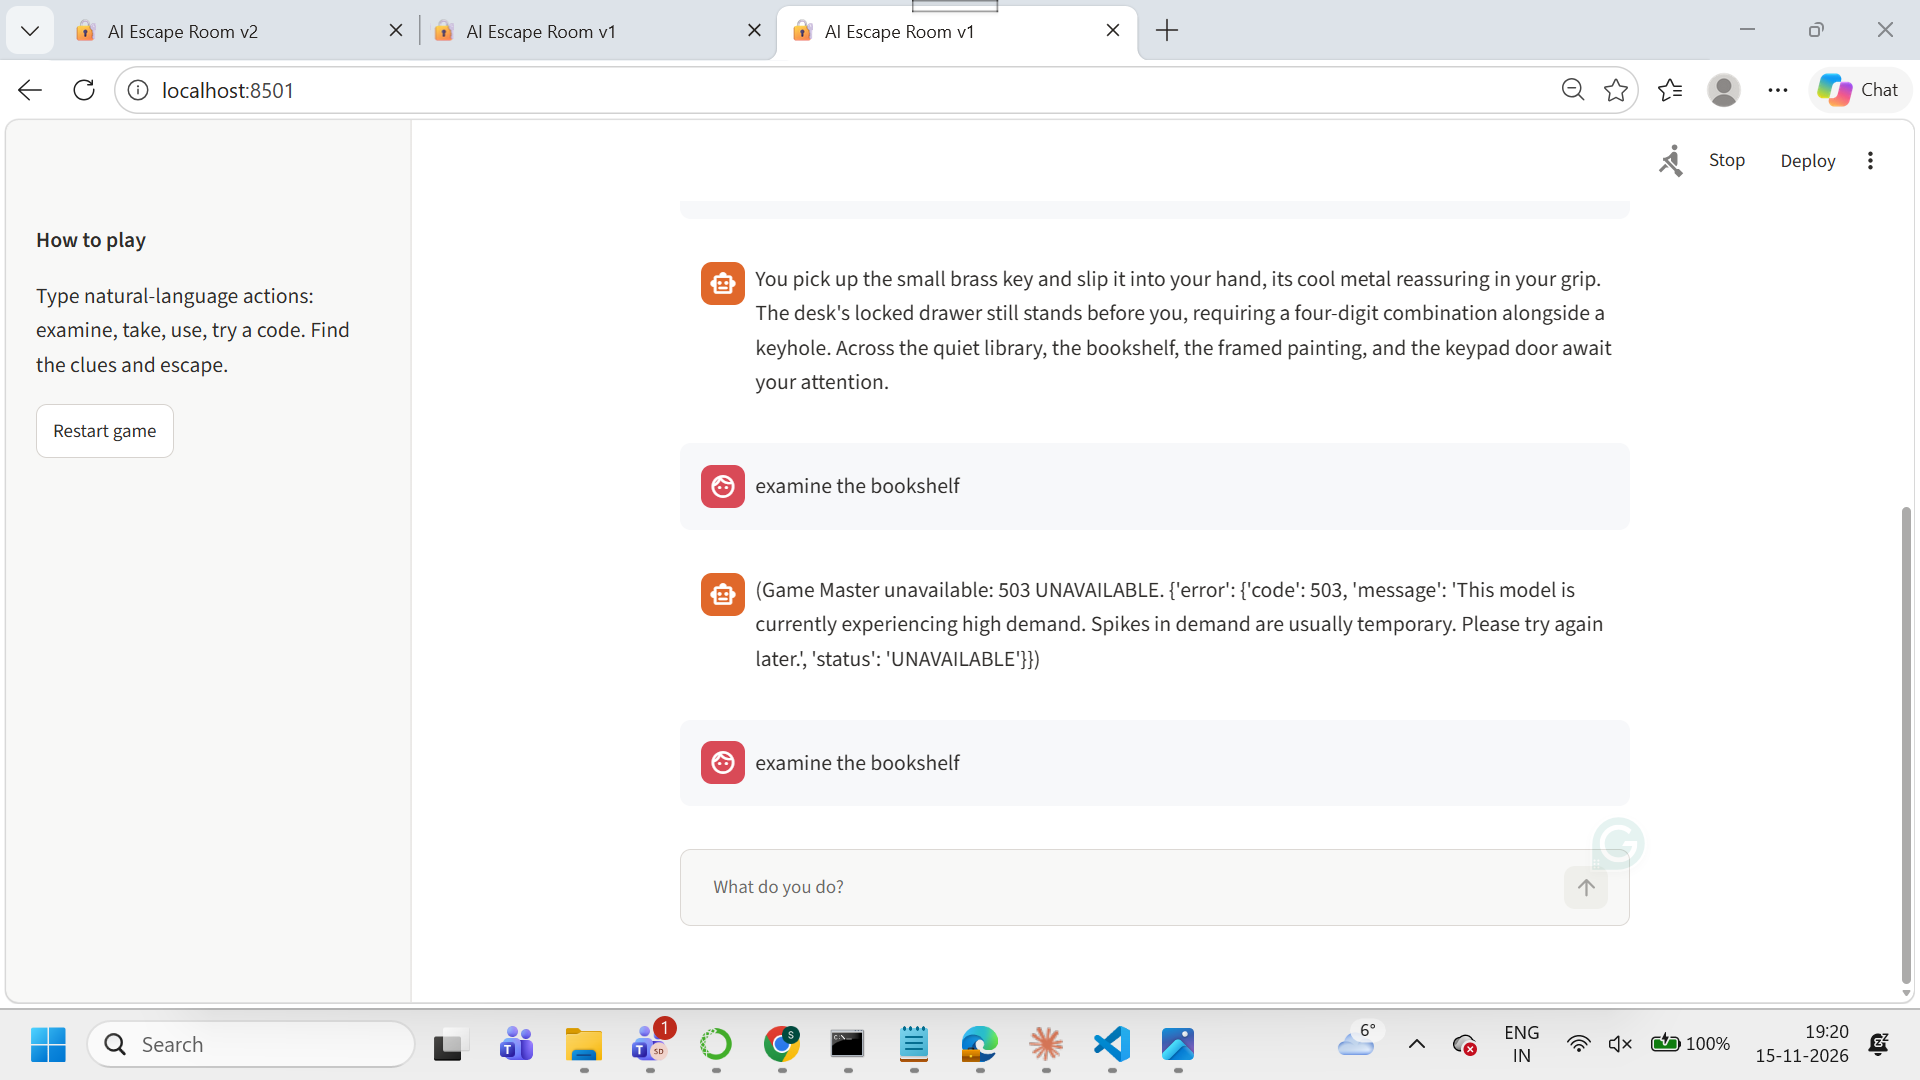 AI Escape Room v2
AI Escape Room v1
AI Escape Room v1
localhost:8501
Chat
Stop
Deploy
How to play
Type natural-language actions:
examine, take, use, try a code. Find
the clues and escape.
Restart game
You pick up the small brass key and slip it into your hand, its cool metal reassuring in your grip.
The desk's locked drawer still stands before you, requiring a four-digit combination alongside a
keyhole. Across the quiet library, the bookshelf, the framed painting, and the keypad door await
your attention.
examine the bookshelf
(Game Master unavailable: 503 UNAVAILABLE. {'error': {'code': 503, 'message': 'This model is
currently experiencing high demand. Spikes in demand are usually temporary. Please try again
later.', 'status': 'UNAVAILABLE'}})
examine the bookshelf
What do you do?
Search
1
SD
S
6°
ENG
IN
100%
19:20
15-11-2026